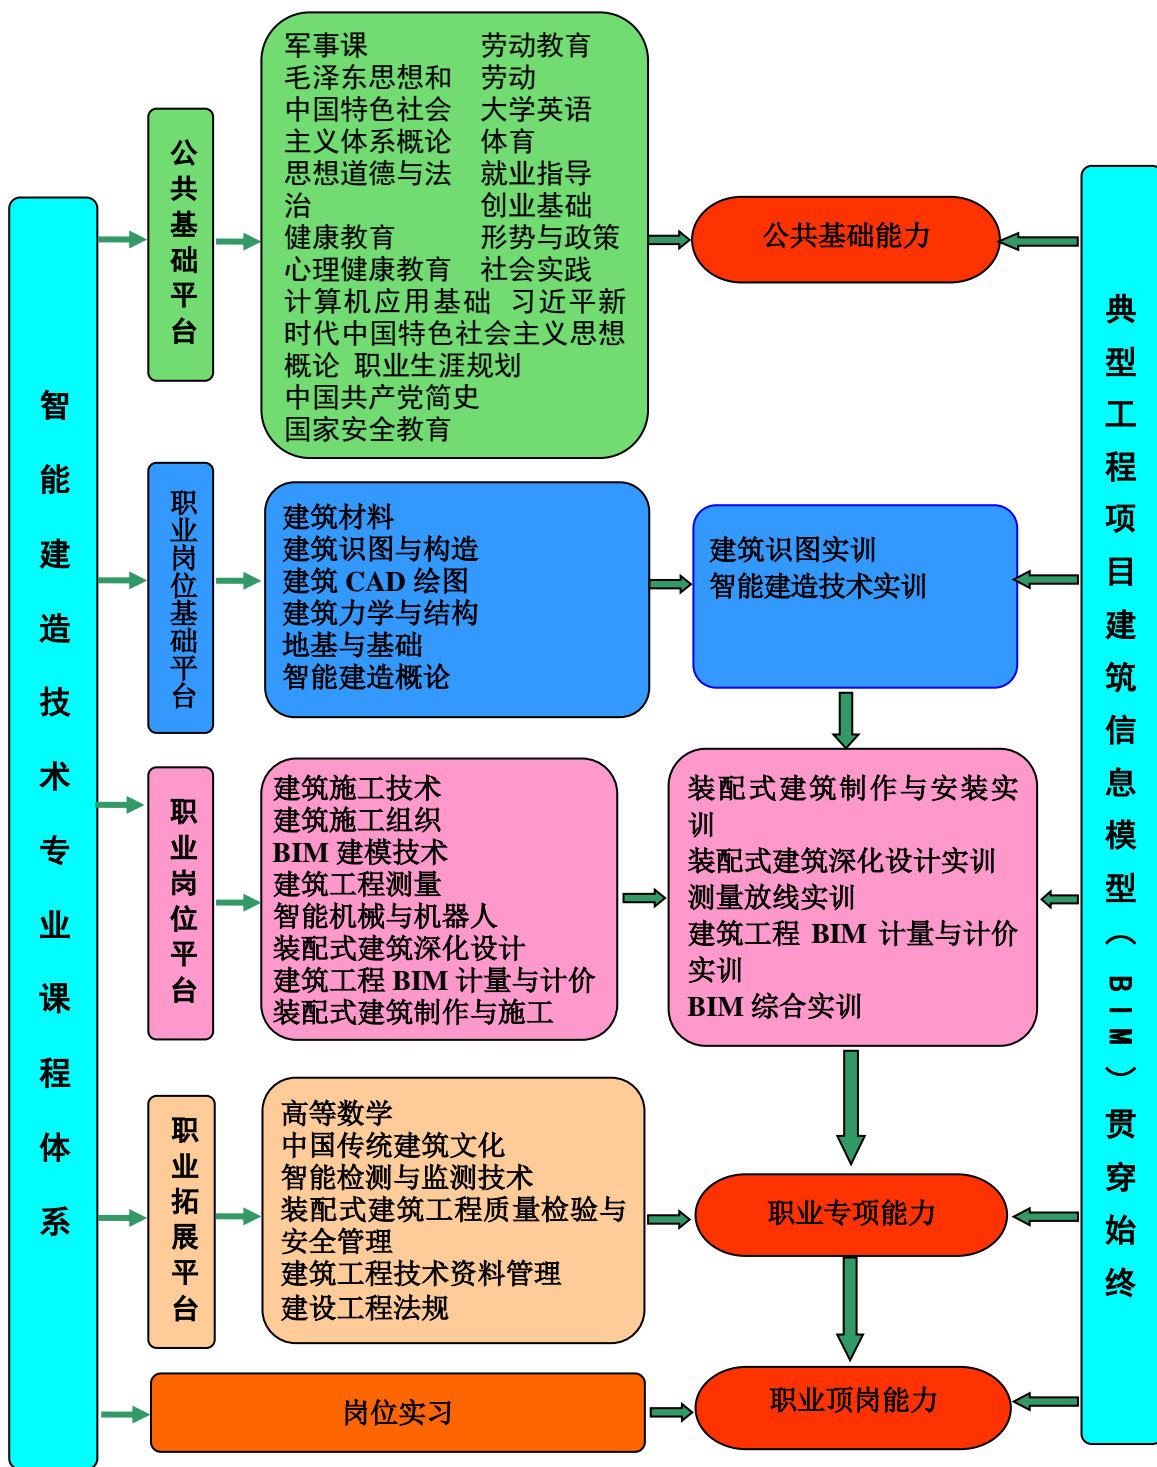 智能建造技术专业课程体系
公共基础平台
军事课 劳动教育
毛泽东思想和 劳动
中国特色社会 大学英语
主义体系概论 体育
思想道德与法 就业指导
治 创业基础
健康教育 形势与政策
心理健康教育 社会实践
计算机应用基础 习近平新
时代中国特色社会主义思想
概论 职业生涯规划
中国共产党简史
国家安全教育
公共基础能力
职业岗位基础平台
建筑材料
建筑识图与构造
建筑 CAD 绘图
建筑力学与结构
地基与基础
智能建造概论
建筑识图实训
智能建造技术实训
职业岗位平台
建筑施工技术
建筑施工组织
BIM 建模技术
建筑工程测量
智能机械与机器人
装配式建筑深化设计
建筑工程 BIM 计量与计价
装配式建筑制作与施工
装配式建筑制作与安装实
训
装配式建筑深化设计实训
测量放线实训
建筑工程 BIM 计量与计价
实训
BIM 综合实训
职业拓展平台
高等数学
中国传统建筑文化
智能检测与监测技术
装配式建筑工程质量检验与
安全管理
建筑工程技术资料管理
建设工程法规
职业专项能力
岗位实习
职业顶岗能力
典型工程项目建筑信息模型（BIM）贯穿始终